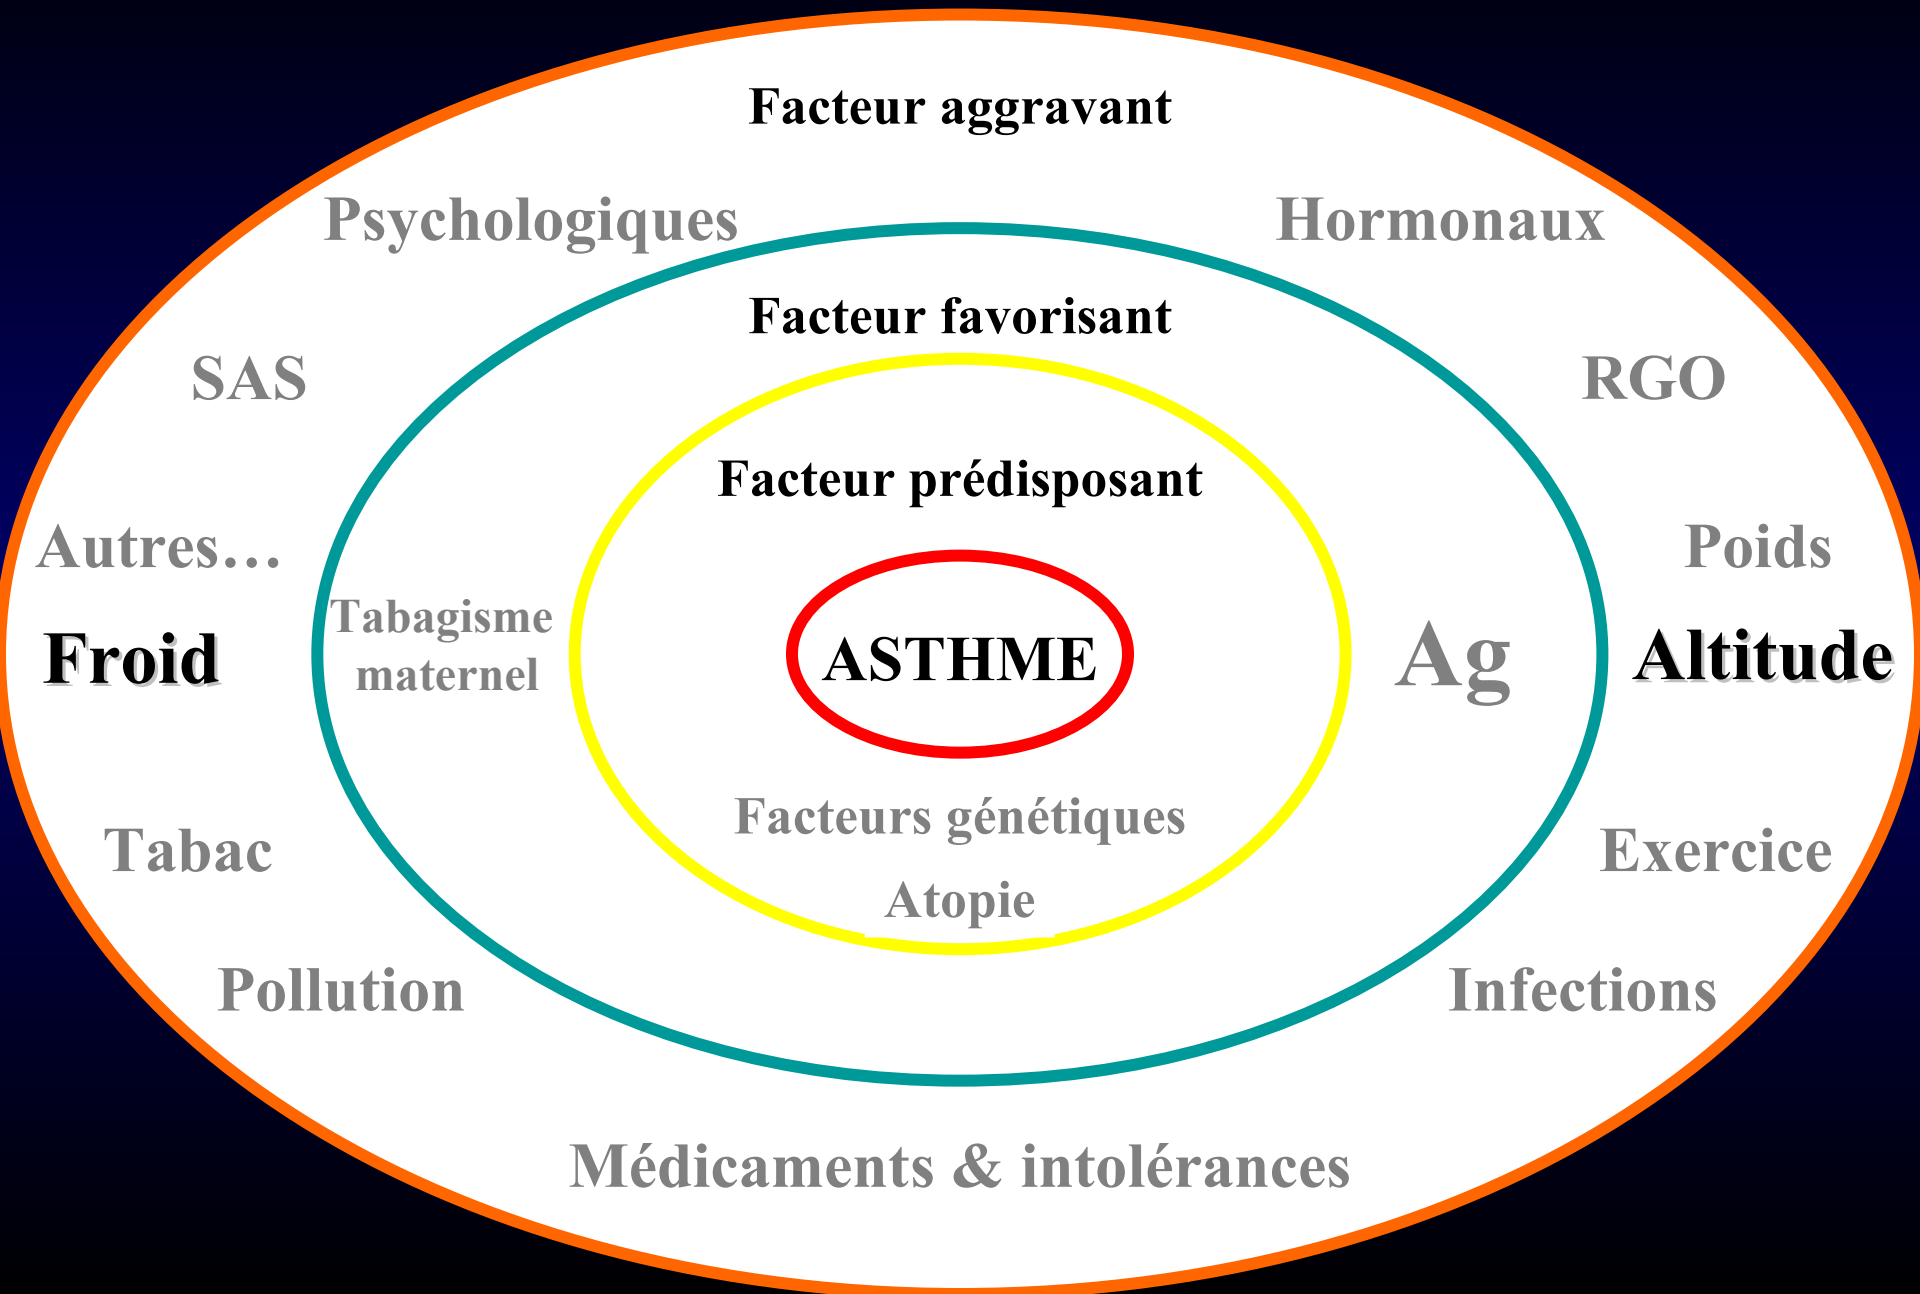 Facteur aggravant
Psychologiques
Hormonaux
Facteur favorisant
SAS
RGO
Facteur prédisposant
Autres…
Poids
Tabagisme
maternel
Froid
ASTHME
Ag
Altitude
Facteurs génétiques
Tabac
Exercice
Atopie
Pollution
Infections
Médicaments & intolérances